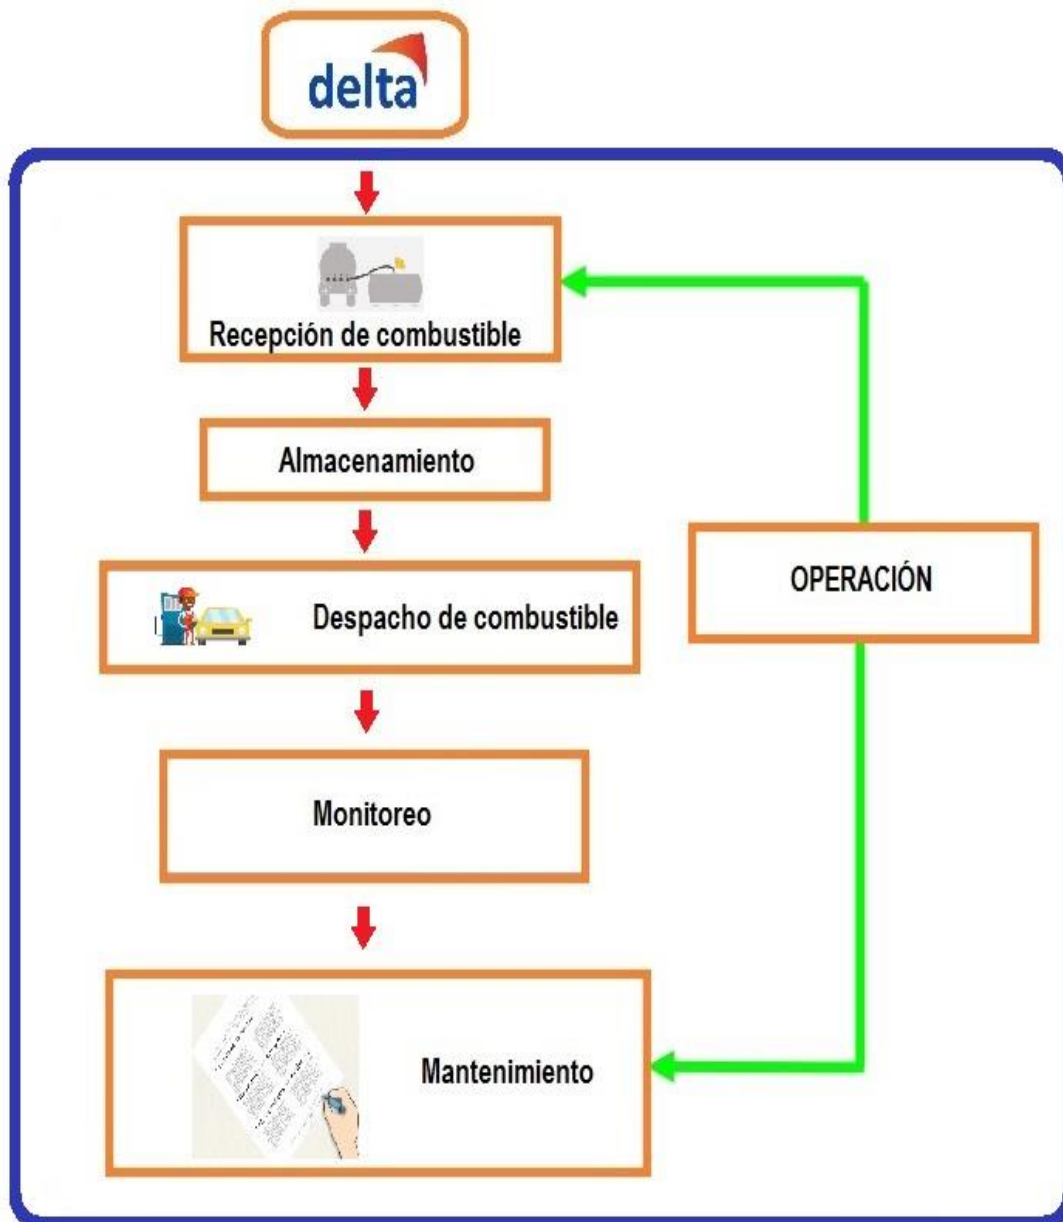 delta
Recepción de combustible
Almacenamiento
Despacho de combustible
OPERACIÓN
Monitoreo
Mantenimiento